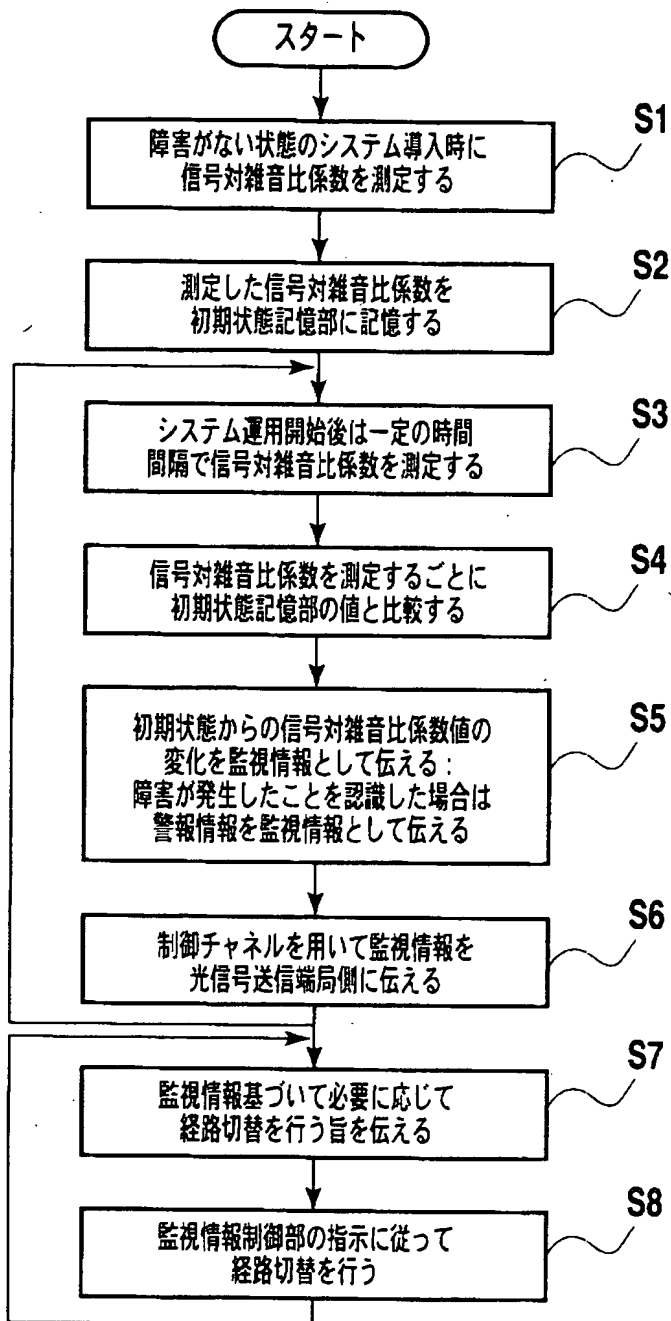 スタート
障害がない状態のシステム導入時に
信号対雑音比係数を測定する
S1
測定した信号対雑音比係数を
初期状態記憶部に記憶する
S2
システム運用開始後は一定の時間
間隔で信号対雑音比係数を測定する
S3
信号対雑音比係数を測定するごとに
初期状態記憶部の値と比較する
S4
初期状態からの信号対雑音比係数値の
変化を監視情報として伝える：
障害が発生したことを認識した場合は
警報情報を監視情報として伝える
S5
制御チャネルを用いて監視情報を
光信号送信端局側に伝える
S6
監視情報基づいて必要に応じて
経路切替を行う旨を伝える
S7
監視情報制御部の指示に従って
経路切替を行う
S8